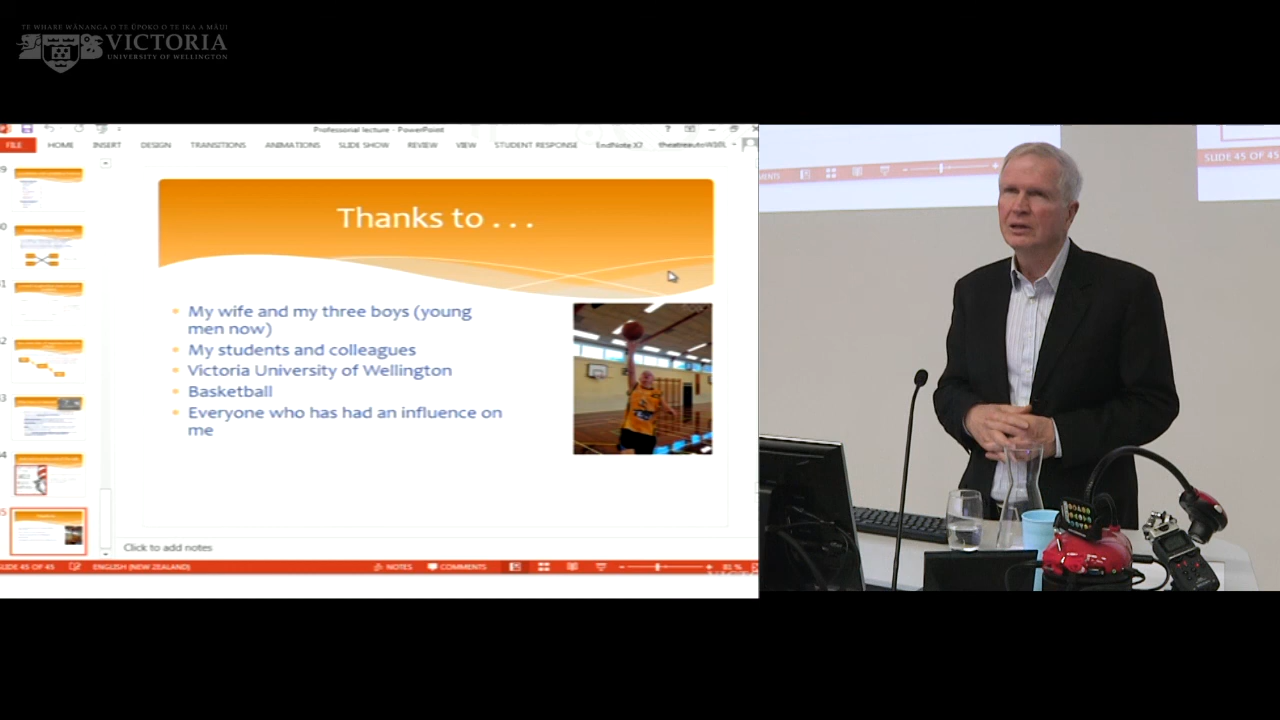 TE WHARE WĀNANGA O TE ŪPOKO O TE IKA A MĀUI
VICTORIA
UNIVERSITY OF WELLINGTON
Professional lecture - PowerPoint
FILE HOME INSERT DESIGN TRANSITIONS ANIMATIONS SLIDE SHOW REVIEW VIEW STUDENT RESPONSE EndNote X7
Thanks to . . .
My wife and my three boys (young
men now)
My students and colleagues
Victoria University of Wellington
Basketball
Everyone who has had an influence on
me
Click to add notes
SLIDE 45 OF 45 ENGLISH (NEW ZEALAND) NOTES COMMENTS 81 %
SLIDE 45 OF 45